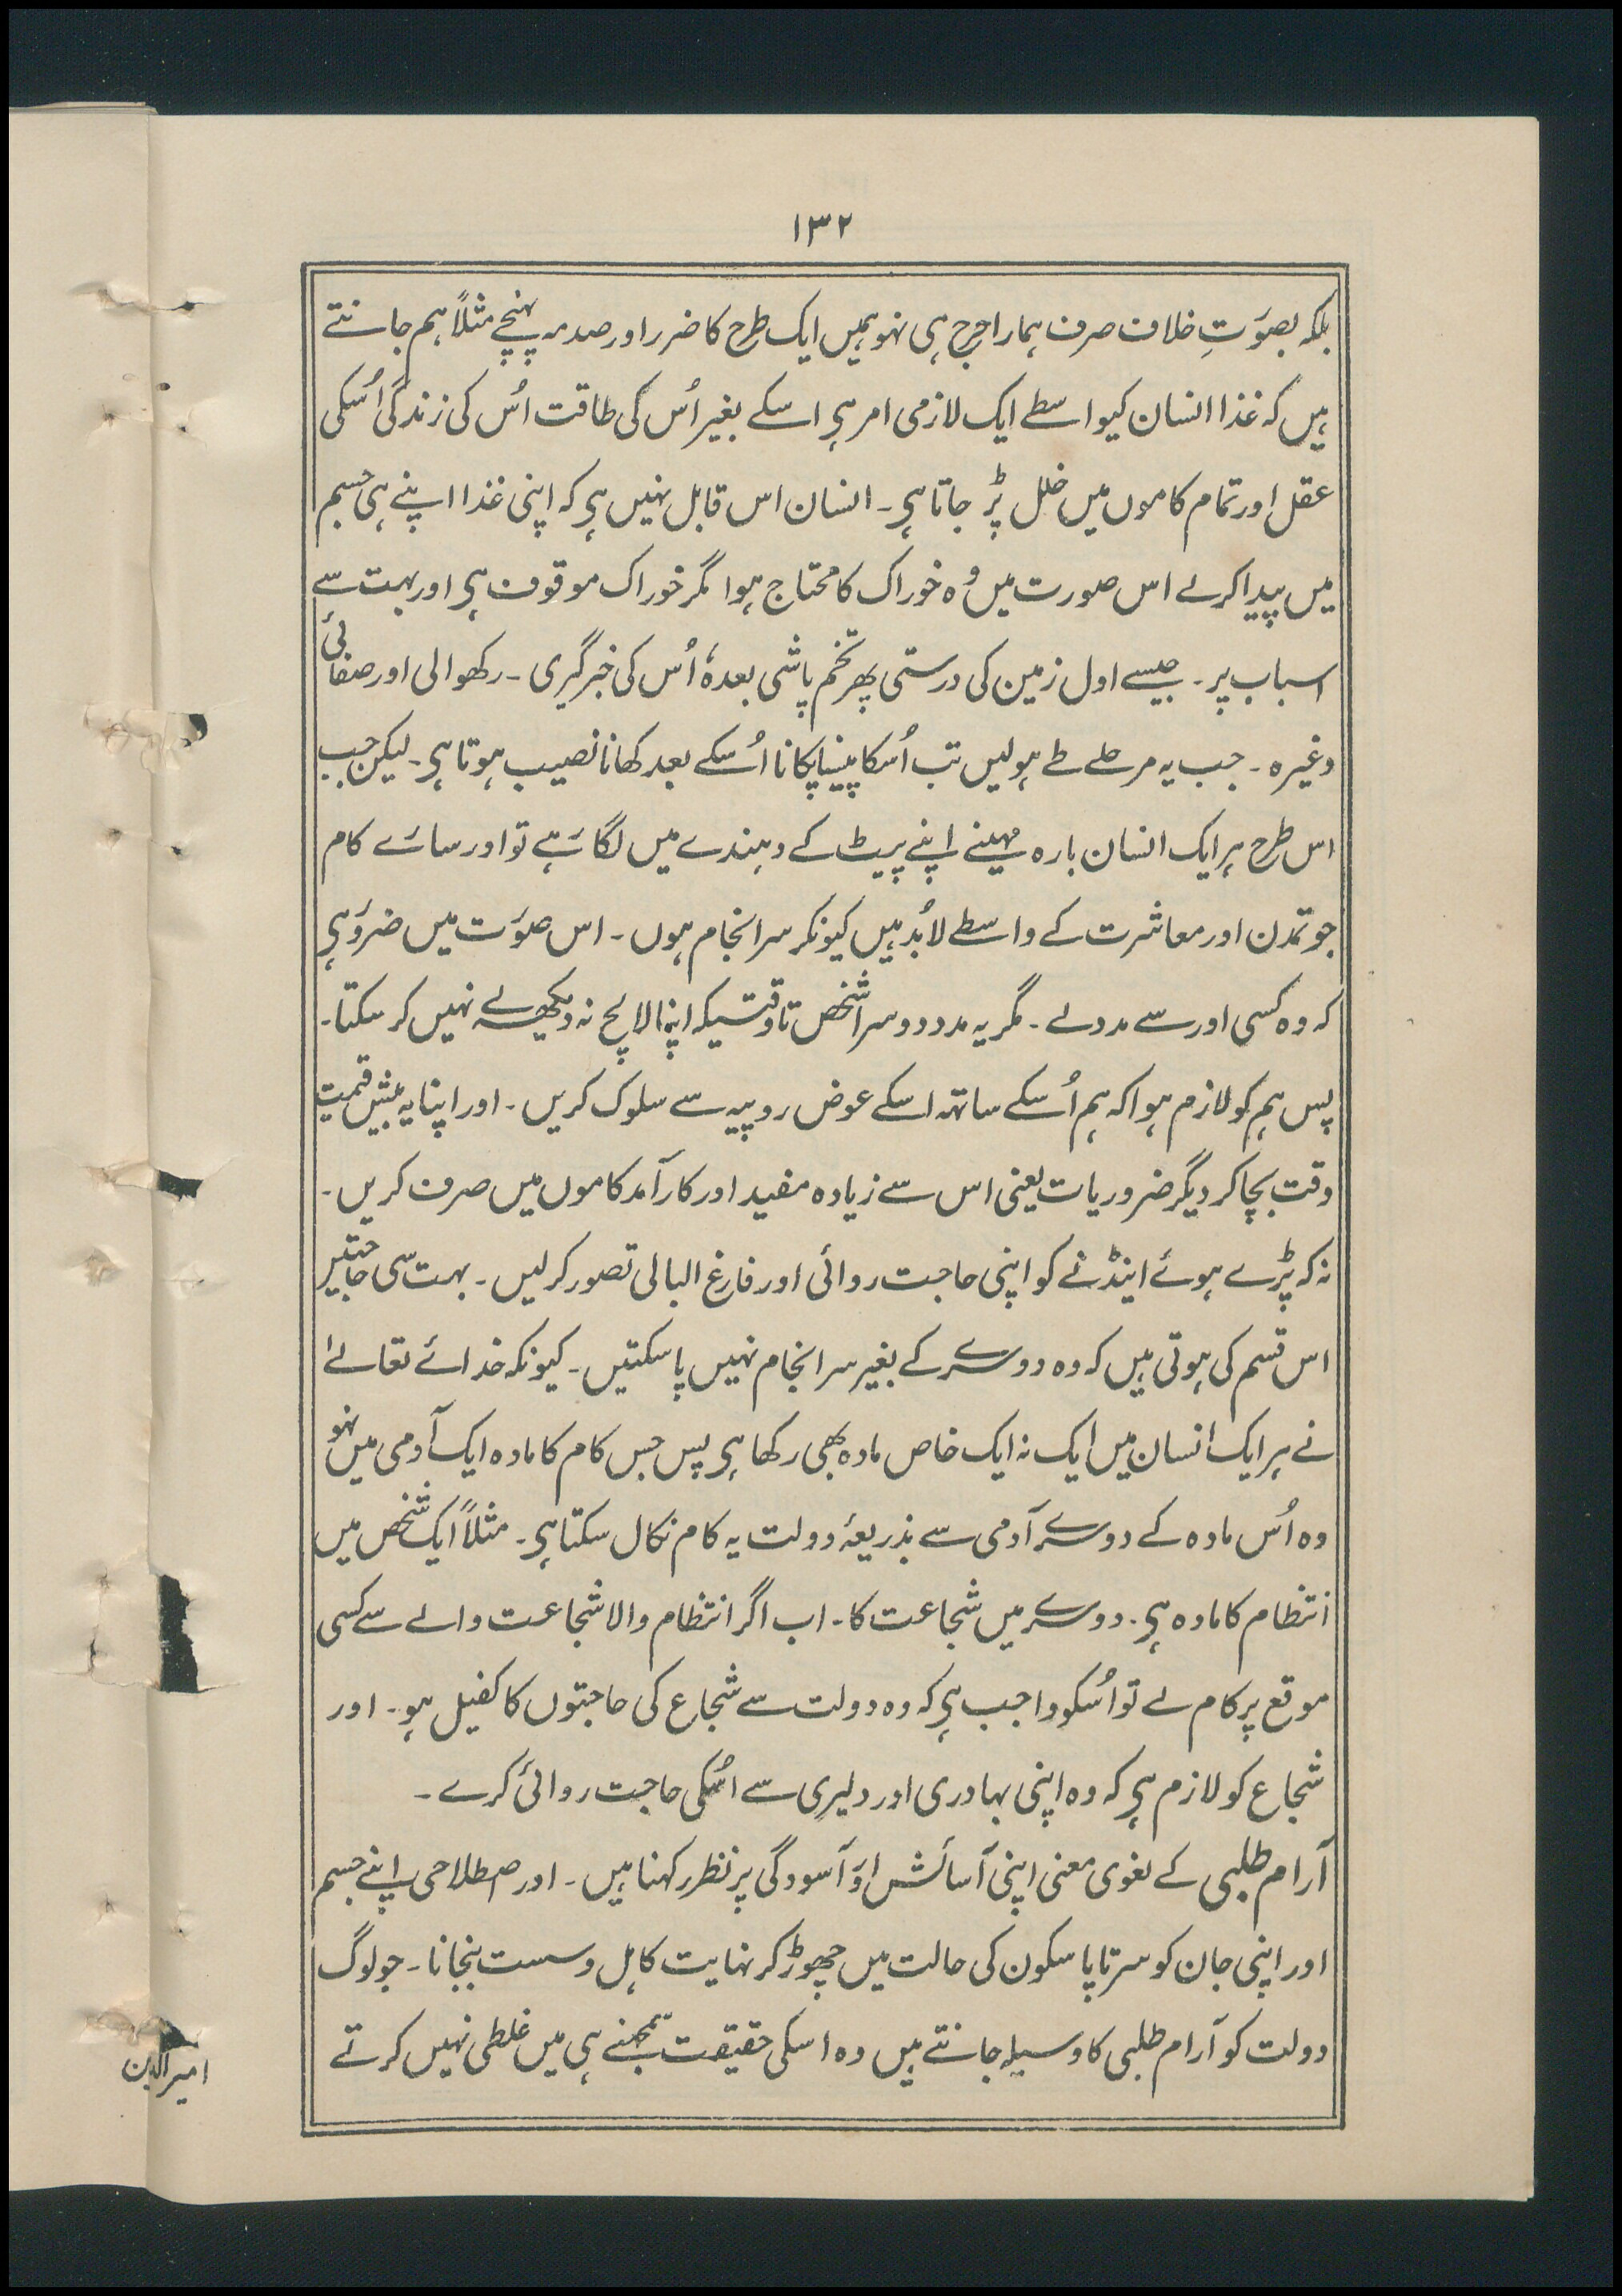 ۱۳۲
بلکہ بصورتِ خلاف صرف ہمارا حرج ہی نہو ہمیں ایک طرح کا ضرر اور صدمہ پہنچے مثلاً ہم جانتے
ہیں کہ غذا انسان کیواسطے ایک لازمی امر ہی اسکے بغیر اُس کی طاقت اُس کی زندگی اُسکی
عقل اور تمام کاموں میں خلل پڑ جاتا ہی۔ انسان اس قابل نہیں ہی کہ اپنی غذا اپنے ہی جسم
میں پیدا کرلے اس صورت میں وُہ خوراک کا محتاج ہوا مگر خوراک موقوف ہی اور بہت سے
اسباب پر۔ جیسے اول زمین کی درستی پھر تخم پاشی بعدہٗ اُس کی خبرگیری۔ رکھوالی اور صفائی
وغیرہ۔ جب یہ مرحلے طے ہولیں تب اُسکا پیسنا پکانا اُسکے بعد کھانا نصیب ہوتا ہی۔ لیکن جب
اس طرح ہر ایک انسان بارہ مہینے اپنے پیٹ کے دہندے میں لگا رہے تو اور سارے کام
جو تمدن اور معاشرت کے واسطے لابُد ہیں کیونکر سرانجام ہوں۔ اس صورت میں ضرور ہی
کہ وہ کسی اور سے مدد لے۔ مگر یہ مدد دوسرا شخص تاوقتیکہ اپنا لالچ نہ دیکھ لے نہیں کر سکتا۔
پس ہم کو لازم ہوا کہ ہم اُسکے ساتھ اسکے عوض روپیہ سے سلوک کریں۔ اور اپنا یہ بیش قیمت
وقت بچا کر دیگر ضروریات یعنی اس سے زیادہ مفید اور کارآمد کاموں میں صرف کریں۔
نہ کہ پڑے ہوئے اینڈنے کو اپنی حاجت روائی اور فارغ البالی تصور کرلیں۔ بہت سی حاجتیں
اس قسم کی ہوتی ہیں کہ وہ دوسرے کے بغیر سرانجام نہیں پا سکتیں۔ کیونکہ خدائے تعالےٰ
نے ہر ایک انسان میں ایک نہ ایک خاص مادہ بھی رکھا ہی پس جس کام کا مادہ ایک آدمی میں نہو
وہ اُس مادہ کے دوسرے آدمی سے بذریعۂ دولت یہ کام نکال سکتا ہی۔ مثلاً ایک شخص میں
انتظام کا مادہ ہی۔ دوسرے میں شجاعت کا۔ اب اگر انتظام والا شجاعت والے سے کسی
موقع پر کام لے تو اُسکو واجب ہی کہ وہ دولت سے شجاع کی حاجتوں کا کفیل ہو۔ اور
شجاع کو لازم ہی کہ وہ اپنی بہادری اور دلیری سے اُسکی حاجت روائی کرے۔
آرام طلبی کے لغوی معنی اپنی آسائش اور آسودگی پر نظر رکہنا ہیں۔ اور صطلاحی اپنے جسم
اور اپنی جان کو سرتاپا سکون کی حالت میں چھوڑ کر نہایت کاہل و سست بنجانا۔ جو لوگ
دولت کو آرام طلبی کا وسیلہ جانتے ہیں وہ اسکی حقیقت سمجہنے ہی میں غلطی نہیں کرتے
امیرالدین